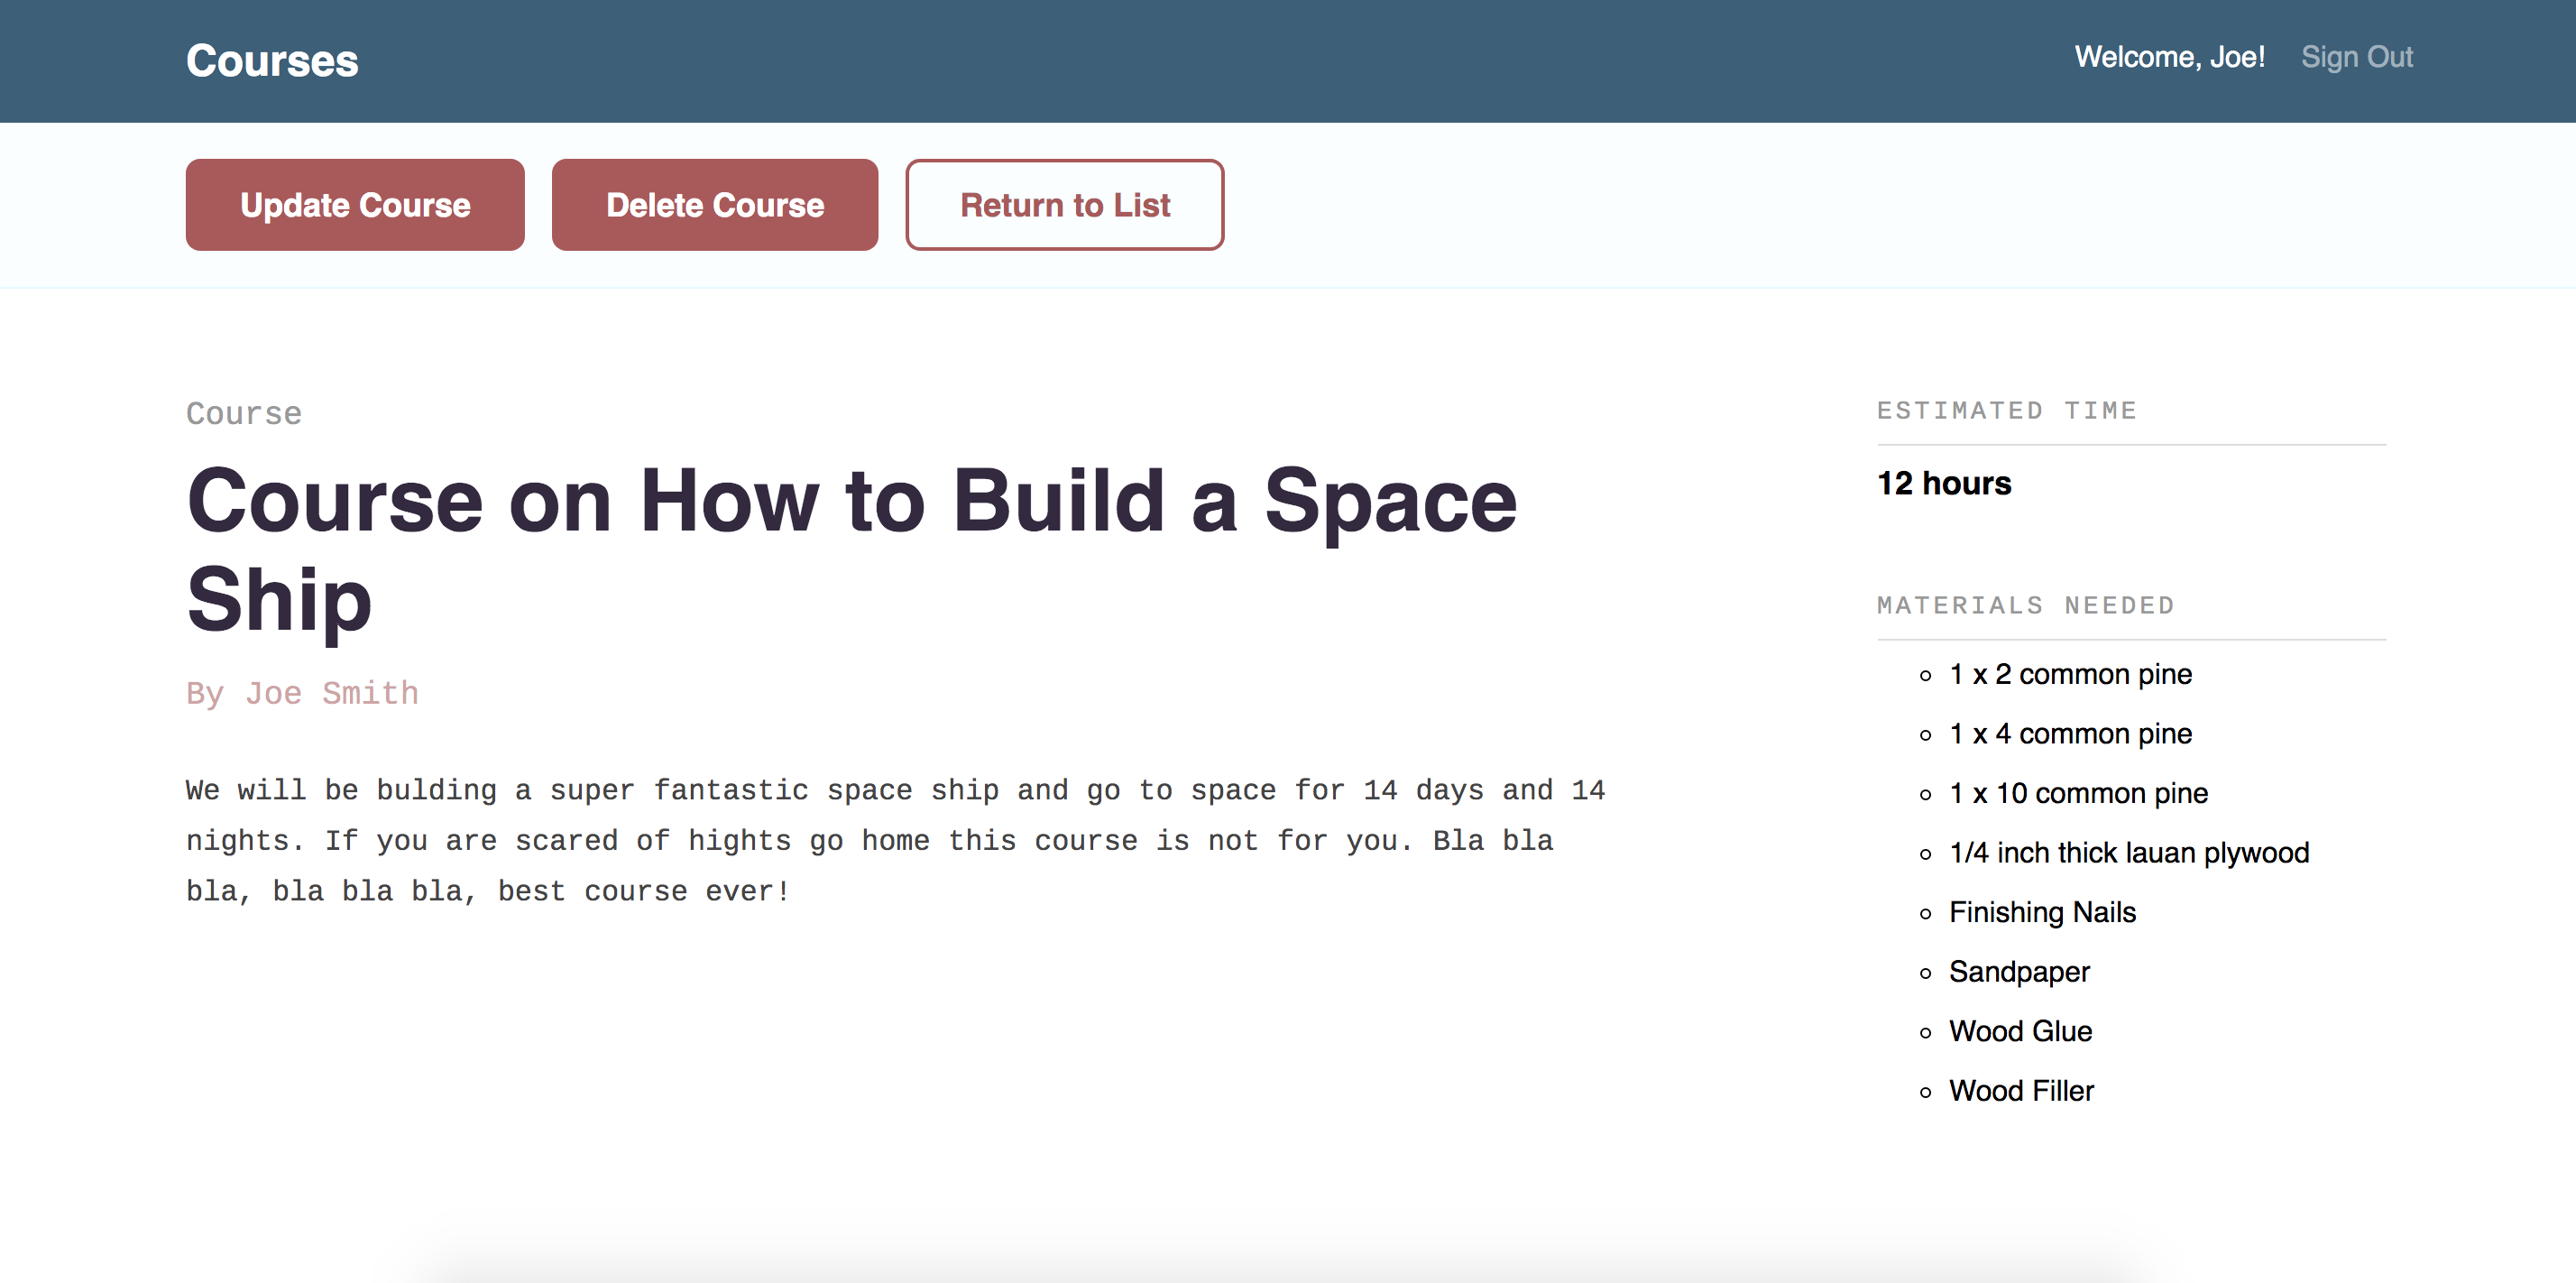 Courses
Welcome, Joe! Sign Out
Update Course
Delete Course
Return to List
Course
Course on How to Build a Space
Ship
By Joe Smith
We will be bulding a super fantastic space ship and go to space for 14 days and 14
nights. If you are scared of hights go home this course is not for you. Bla bla
bla, bla bla bla, best course ever!
ESTIMATED TIME
12 hours
MATERIALS NEEDED
1 x 2 common pine
1 x 4 common pine
1 x 10 common pine
1/4 inch thick lauan plywood
Finishing Nails
Sandpaper
Wood Glue
Wood Filler